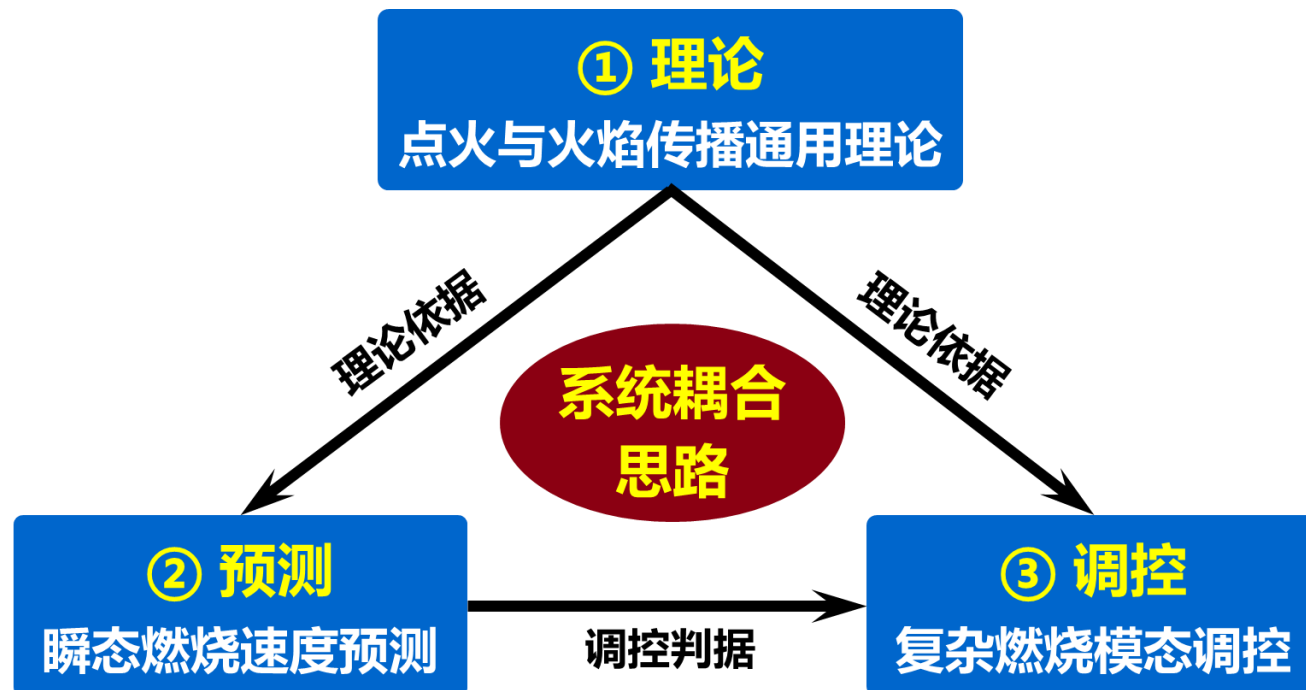 ① 理论
点火与火焰传播通用理论
理论依据
理论依据
系统耦合
思路
② 预测
瞬态燃烧速度预测
调控判据
③ 调控
复杂燃烧模态调控